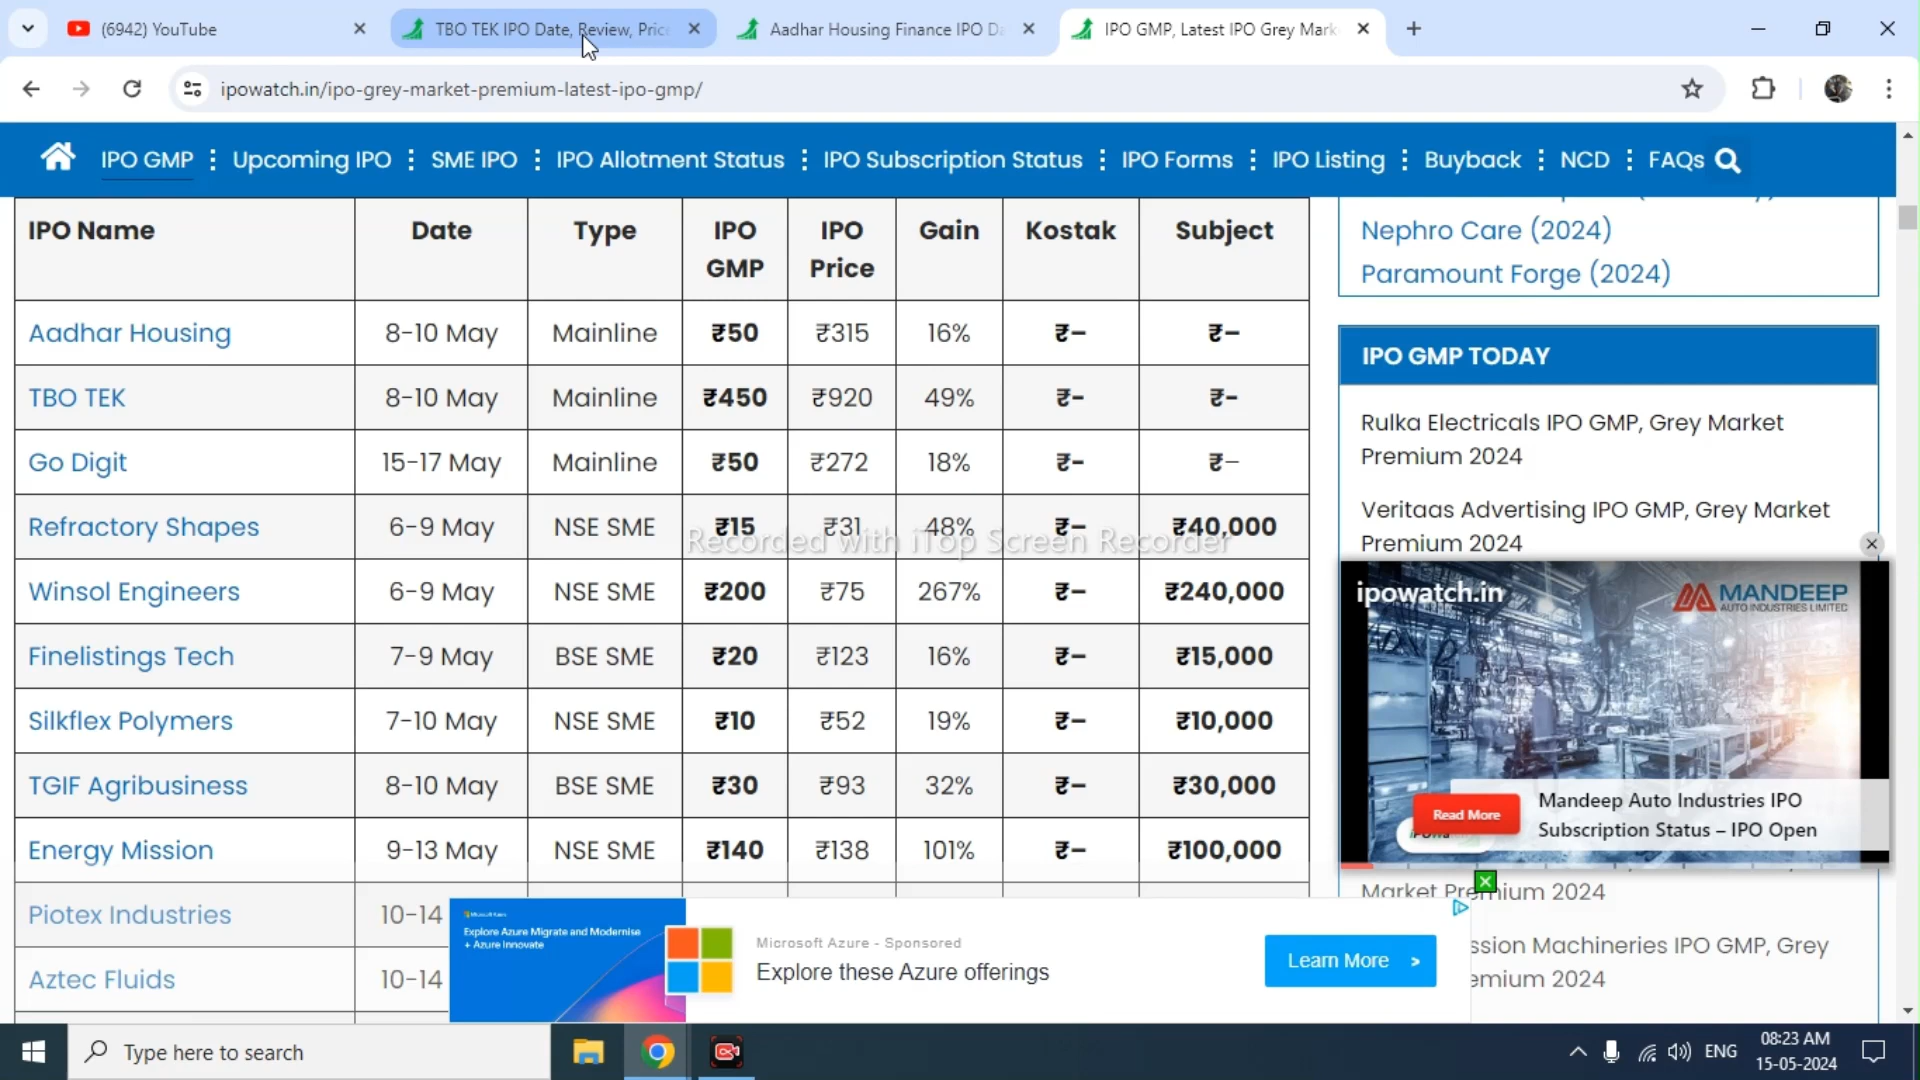 (6942) YouTube
TBO TEK IPO Date, Review, Price
Aadhar Housing Finance IPO Da
IPO GMP, Latest IPO Grey Mark
ipowatch.in/ipo-grey-market-premium-latest-ipo-gmp/
IPO GMP Upcoming IPO SME IPO IPO Allotment Status IPO Subscription Status IPO Forms IPO Listing Buyback NCD FAQs
IPO Name Date Type IPO GMP IPO Price Gain Kostak Subject
Aadhar Housing 8-10 May Mainline ₹50 ₹315 16% ₹– ₹–
TBO TEK 8-10 May Mainline ₹450 ₹920 49% ₹- ₹-
Go Digit 15-17 May Mainline ₹50 ₹272 18% ₹- ₹–
Refractory Shapes 6-9 May NSE SME ₹15 ₹31 48% ₹– ₹40,000
Winsol Engineers 6-9 May NSE SME ₹200 ₹75 267% ₹– ₹240,000
Finelistings Tech 7-9 May BSE SME ₹20 ₹123 16% ₹– ₹15,000
Silkflex Polymers 7-10 May NSE SME ₹10 ₹52 19% ₹– ₹10,000
TGIF Agribusiness 8-10 May BSE SME ₹30 ₹93 32% ₹– ₹30,000
Energy Mission 9-13 May NSE SME ₹140 ₹138 101% ₹– ₹100,000
Piotex Industries 10-14
Aztec Fluids 10-14
Recorded with iTop Screen Recorder
Nephro Care (2024)
Paramount Forge (2024)
IPO GMP TODAY
Rulka Electricals IPO GMP, Grey Market
Premium 2024
Veritaas Advertising IPO GMP, Grey Market
Premium 2024
ipowatch.in
MANDEEP
AUTO INDUSTRIES LIMITED
Read More
Mandeep Auto Industries IPO
Subscription Status – IPO Open
Market Premium 2024
ssion Machineries IPO GMP, Grey
emium 2024
Explore Azure Migrate and Modernise
+ Azure Innovate
Microsoft Azure - Sponsored
Explore these Azure offerings
Learn More >
Type here to search
ENG
08:23 AM
15-05-2024